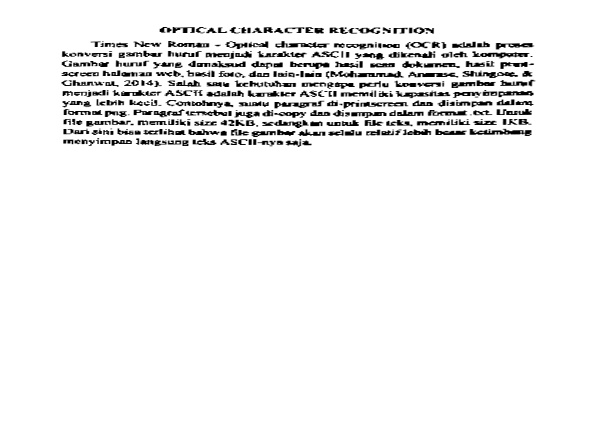 OPTICAL CHARACTER RECOGNITION
Times New Roman - Optical character recognition (OCR) adalah proses
konversi gambar huruf menjadi karakter ASCII yang dikenali oleh komputer.
Gambar huruf yang dimaksud dapat berupa hasil scan dokumen, hasil print-
screen halaman web, hasil foto, dan lain-lain (Mohammad, Anarase, Shingote, &
Ghanwat, 2014). Salah satu kebutuhan mengapa perlu konversi gambar huruf
menjadi karakter ASCII adalah karakter ASCII memiliki kapasitas penyimpanan
yang lebih kecil. Contohnya, suatu paragraf di-printscreen dan disimpan dalam
format png. Paragraf tersebut juga di-copy dan disimpan dalam format .txt. Untuk
file gambar, memiliki size 42KB, sedangkan untuk file teks, memiliki size 1KB.
Dari sini bisa terlihat bahwa file gambar akan selalu relatif lebih besar ketimbang
menyimpan langsung teks ASCII-nya saja.